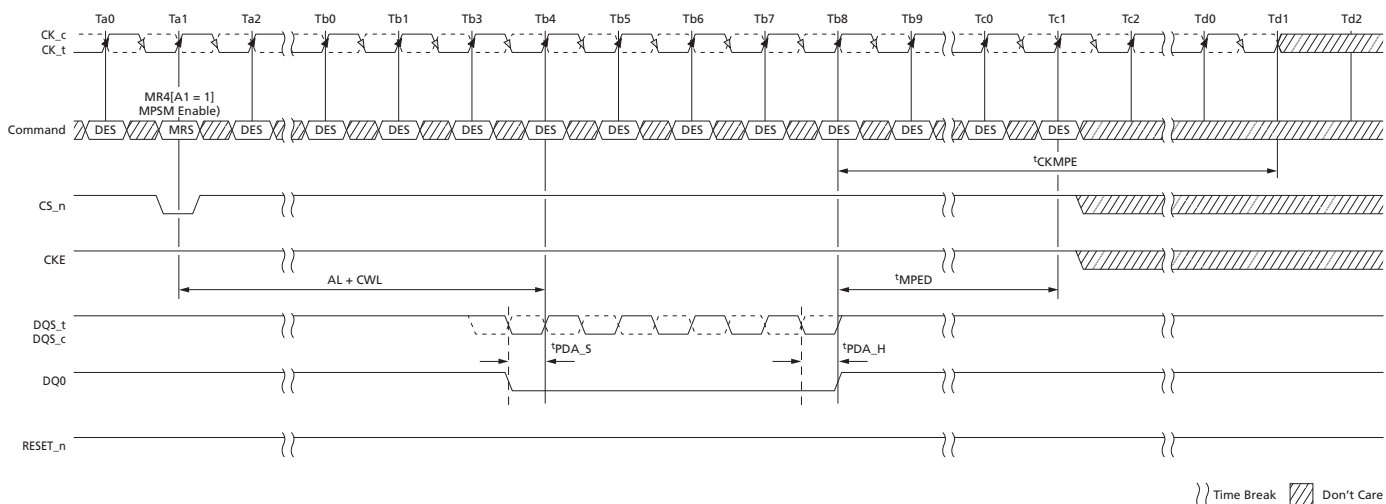 Ta0 Ta1 Ta2 Tb0 Tb1 Tb3 Tb4 Tb5 Tb6 Tb7 Tb8 Tb9 Tc0 Tc1 Tc2 Td0 Td1 Td2
CK_c
CK_t
MR4[A1 = 1]
MPSM Enable)
Command DES MRS DES DES DES DES DES DES DES DES DES DES DES DES
tCKMPE
CS_n
CKE
AL + CWL tMPED
DQS_t
DQS_c
tPDA_S tPDA_H
DQ0
RESET_n
Time Break Don't Care